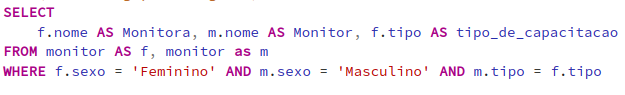 SELECT
f.nome AS Monitora, m.nome AS Monitor, f.tipo AS tipo_de_capacitacao
FROM monitor AS f, monitor as m
WHERE f.sexo = 'Feminino' AND m.sexo = 'Masculino' AND m.tipo = f.tipo